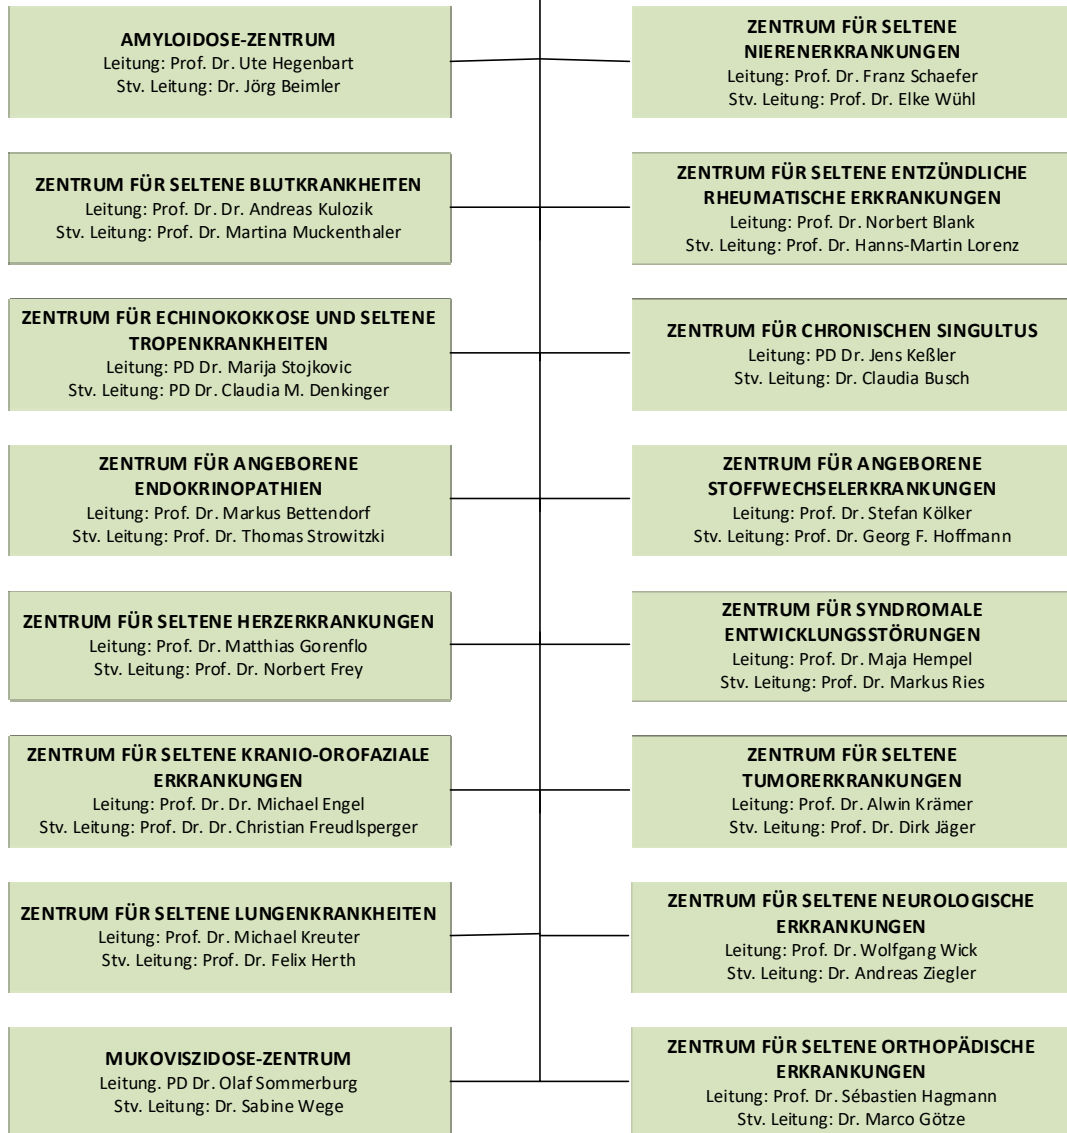 AMYLOIDOSE-ZENTRUM
Leitung: Prof. Dr. Ute Hegenbart
Stv. Leitung: Dr. Jörg Beimler
ZENTRUM FÜR SELTENE
NIERENERKRANKUNGEN
Leitung: Prof. Dr. Franz Schaefer
Stv. Leitung: Prof. Dr. Elke Wühl
ZENTRUM FÜR SELTENE BLUTKRANKHEITEN
Leitung: Prof. Dr. Dr. Andreas Kulozik
Stv. Leitung: Prof. Dr. Martina Muckenthaler
ZENTRUM FÜR SELTENE ENTZÜNDLICHE
RHEUMATISCHE ERKRANKUNGEN
Leitung: Prof. Dr. Norbert Blank
Stv. Leitung: Prof. Dr. Hanns-Martin Lorenz
ZENTRUM FÜR ECHINOKOKKOSE UND SELTENE
TROPENKRANKHEITEN
Leitung: PD Dr. Marija Stojkovic
Stv. Leitung: PD Dr. Claudia M. Denkinger
ZENTRUM FÜR CHRONISCHEN SINGULTUS
Leitung: PD Dr. Jens Keßler
Stv. Leitung: Dr. Claudia Busch
ZENTRUM FÜR ANGEBORENE
ENDOKRINOPATHIEN
Leitung: Prof. Dr. Markus Bettendorf
Stv. Leitung: Prof. Dr. Thomas Strowitzki
ZENTRUM FÜR ANGEBORENE
STOFFWECHSELERKRANKUNGEN
Leitung: Prof. Dr. Stefan Kölker
Stv. Leitung: Prof. Dr. Georg F. Hoffmann
ZENTRUM FÜR SELTENE HERZERKRANKUNGEN
Leitung: Prof. Dr. Matthias Gorenflo
Stv. Leitung: Prof. Dr. Norbert Frey
ZENTRUM FÜR SYNDROMALE
ENTWICKLUNGSSTÖRUNGEN
Leitung: Prof. Dr. Maja Hempel
Stv. Leitung: Prof. Dr. Markus Ries
ZENTRUM FÜR SELTENE KRANIO-OROFAZIALE
ERKRANKUNGEN
Leitung: Prof. Dr. Dr. Michael Engel
Stv. Leitung: Prof. Dr. Dr. Christian Freudlsperger
ZENTRUM FÜR SELTENE
TUMORERKRANKUNGEN
Leitung: Prof. Dr. Alwin Krämer
Stv. Leitung: Prof. Dr. Dirk Jäger
ZENTRUM FÜR SELTENE LUNGENKRANKHEITEN
Leitung: Prof. Dr. Michael Kreuter
Stv. Leitung: Prof. Dr. Felix Herth
ZENTRUM FÜR SELTENE NEUROLOGISCHE
ERKRANKUNGEN
Leitung: Prof. Dr. Wolfgang Wick
Stv. Leitung: Dr. Andreas Ziegler
MUKOVISZIDOSE-ZENTRUM
Leitung. PD Dr. Olaf Sommerburg
Stv. Leitung: Dr. Sabine Wege
ZENTRUM FÜR SELTENE ORTHOPÄDISCHE
ERKRANKUNGEN
Leitung: Prof. Dr. Sébastien Hagmann
Stv. Leitung: Dr. Marco Götze